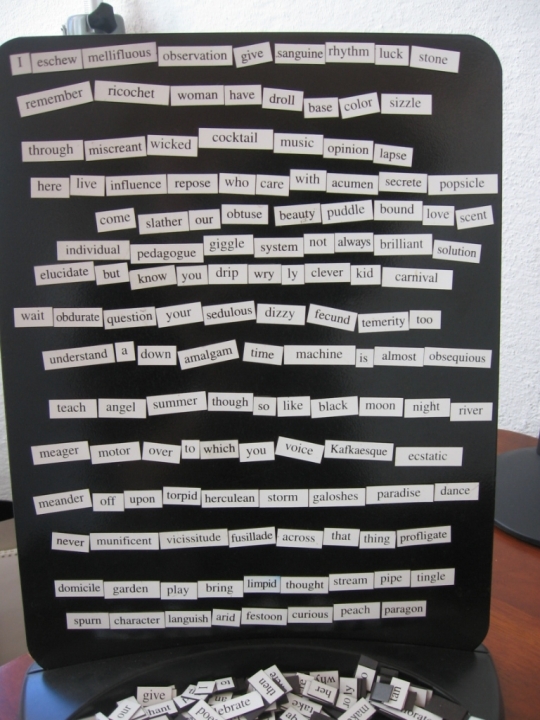 I eschew mellifluous observation give sanguine rhythm luck stone
remember ricochet woman have droll base color sizzle
through miscreant wicked cocktail music opinion lapse
here live influence repose who care with acumen secrete popsicle
come slather our obtuse beauty puddle bound love scent
individual pedagogue giggle system not always brilliant solution
elucidate but know you drip wry ly clever kid carnival
wait obdurate question your sedulous dizzy fecund temerity too
understand a down amalgam time machine is almost obsequious
teach angel summer though so like black moon night river
meager motor over to which you voice Kafkaesque ecstatic
meander off upon torpid herculean storm galoshes paradise dance
never munificent vicissitude fusillade across that thing profligate
domicile garden play bring limpid thought stream pipe tingle
spurn character languish arid festoon curious peach paragon
give to then her why